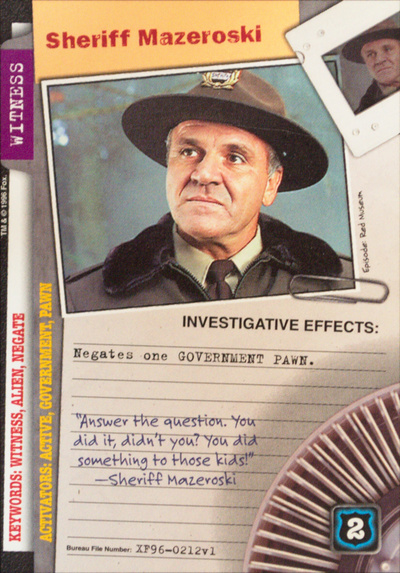 Sheriff Mazeroski
WITNESS
TM & © 1996 Fox.
Episode: Red Museum
INVESTIGATIVE EFFECTS:
Negates one GOVERNMENT PAWN.
KEYWORDS: WITNESS, ALIEN, NEGATE
ACTIVATORS: ACTIVE, GOVERNMENT, PAWN
"Answer the question. You
did it, didn't you? You did
something to those kids!"
—Sheriff Mazeroski
2
Bureau File Number: XF96-0212v1